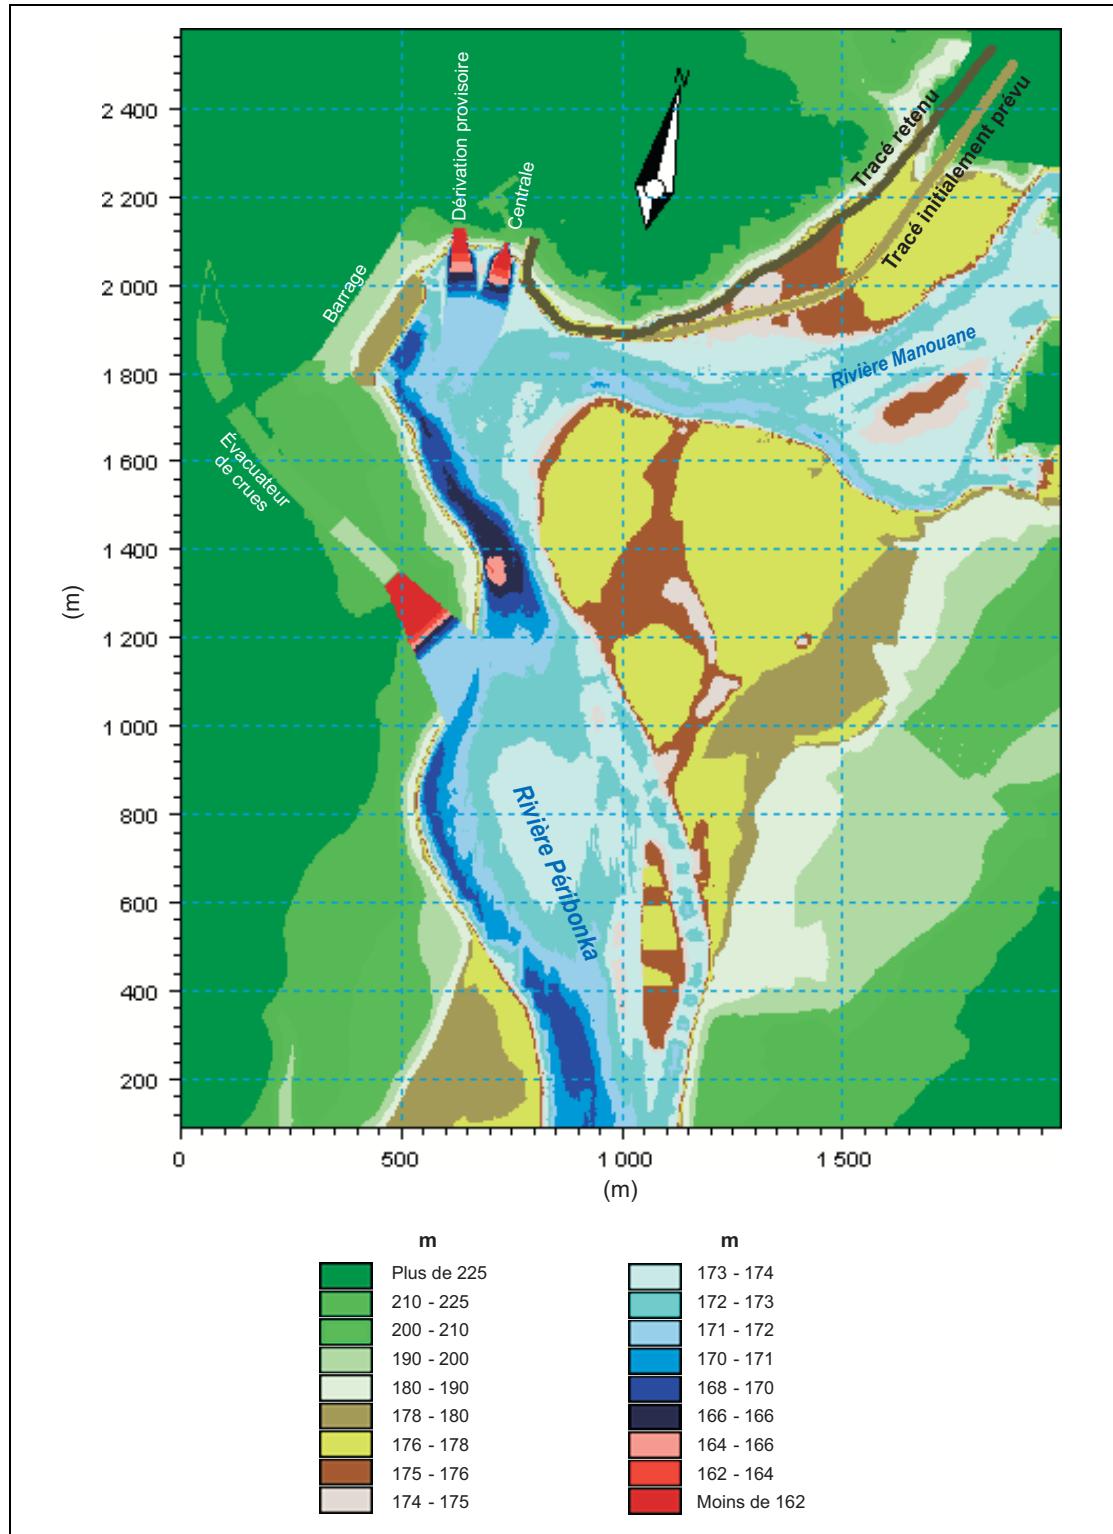 2 400
2 200
2 000
1 800
1 600
1 400
1 200
1 000
800
600
400
200
(m)
0
500
1 000
1 500
(m)
Dérivation provisoire
Centrale
Barrage
Évacuateur
de crues
N
Tracé retenu
Tracé initialement prévu
Rivière Manouane
Rivière Péribonka
m
Plus de 225
210 - 225
200 - 210
190 - 200
180 - 190
178 - 180
176 - 178
175 - 176
174 - 175
m
173 - 174
172 - 173
171 - 172
170 - 171
168 - 170
166 - 166
164 - 166
162 - 164
Moins de 162